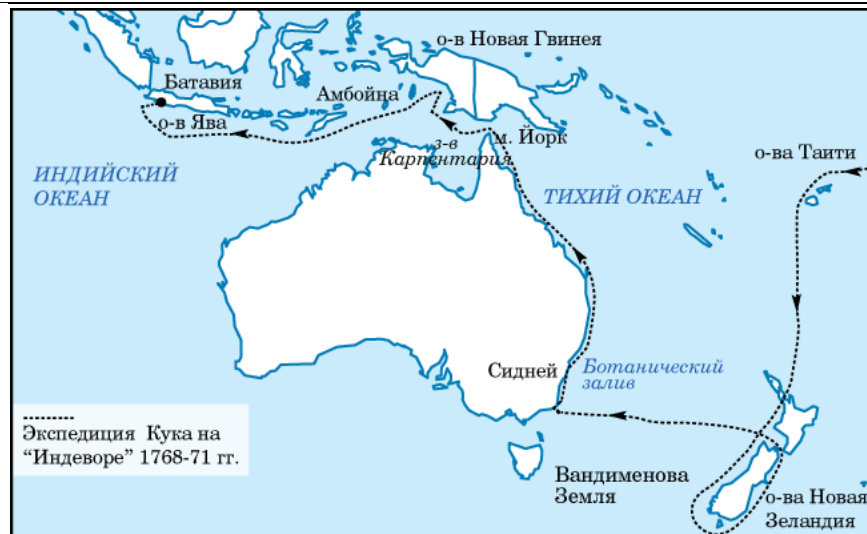 о-в Новая Гвинея
Батавия
Амбойна
о-в Ява
м. Йорк
з-в
Карпентария
о-ва Таити
ИНДИЙСКИЙ
ОКЕАН
ТИХИЙ ОКЕАН
Сидней
Ботанический
залив
Экспедиция Кука на
“Индеворе” 1768-71 гг.
Вандименова
Земля
о-ва Новая
Зеландия